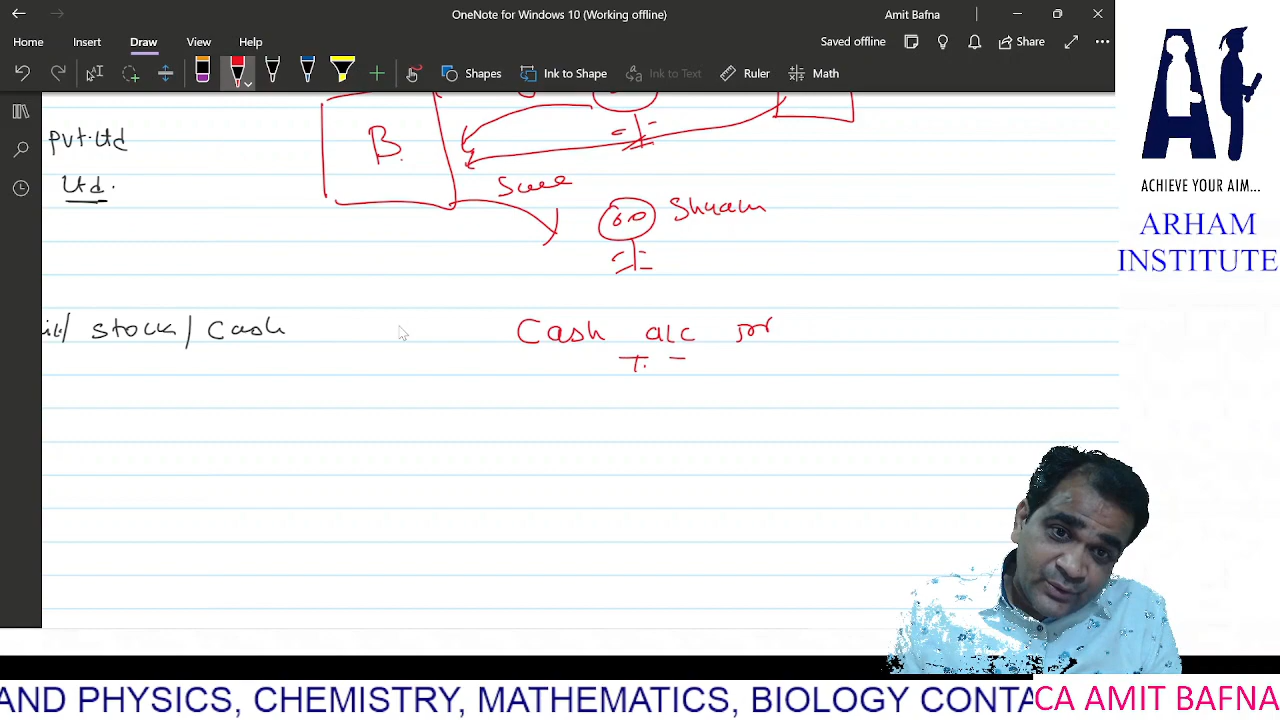 OneNote for Windows 10 (Working offline)
Amit Bafna
Home Insert Draw View Help
Saved offline
Share
Shapes
Ink to Shape
Ink to Text
Ruler
Math
Pvt. Ltd
Ltd.
B.
Shyam
stock / Cash
Cash a/c
ACHIEVE YOUR AIM...
ARHAM
INSTITUTE
AND PHYSICS, CHEMISTRY, MATHEMATICS, BIOLOGY CONTA
CA AMIT BAFNA